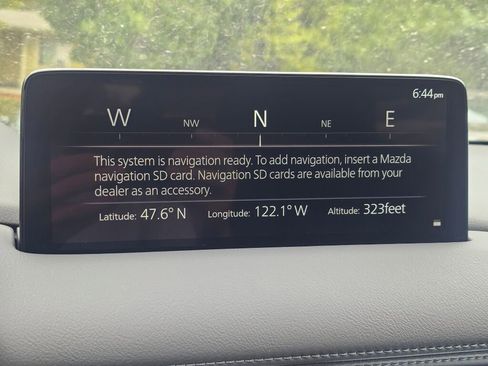 6:44pm
W NW N NE E
This system is navigation ready. To add navigation, insert a Mazda
navigation SD card. Navigation SD cards are available from your
dealer as an accessory.
Latitude: 47.6° N Longitude: 122.1° W Altitude: 323feet